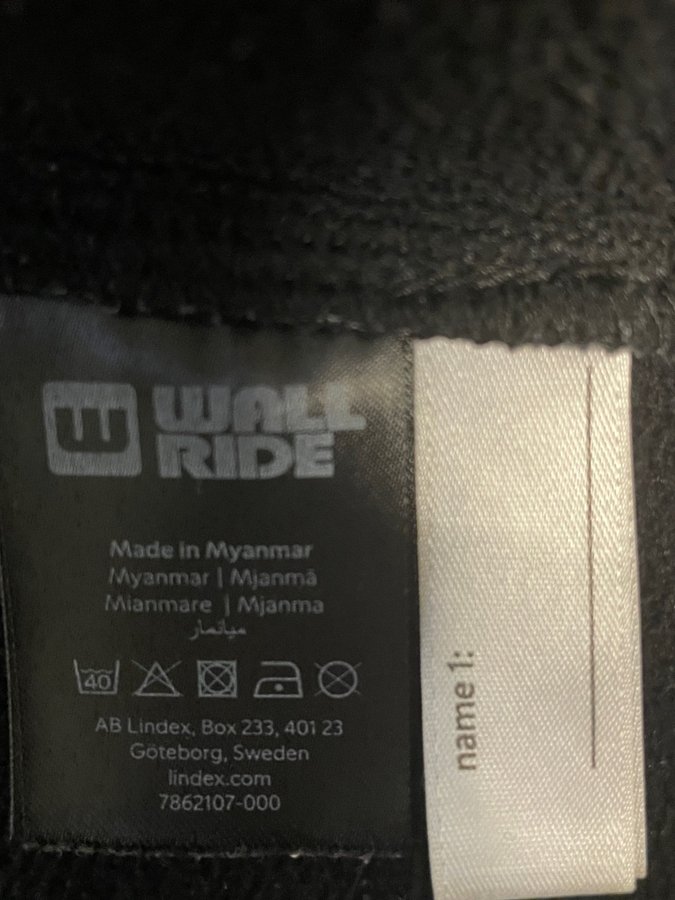 WALL
RIDE
Made in Myanmar
Myanmar | Mjanmā
Mianmare | Mjanma
ميانمار
40
AB Lindex, Box 233, 401 23
Göteborg, Sweden
lindex.com
7862107-000
name 1: